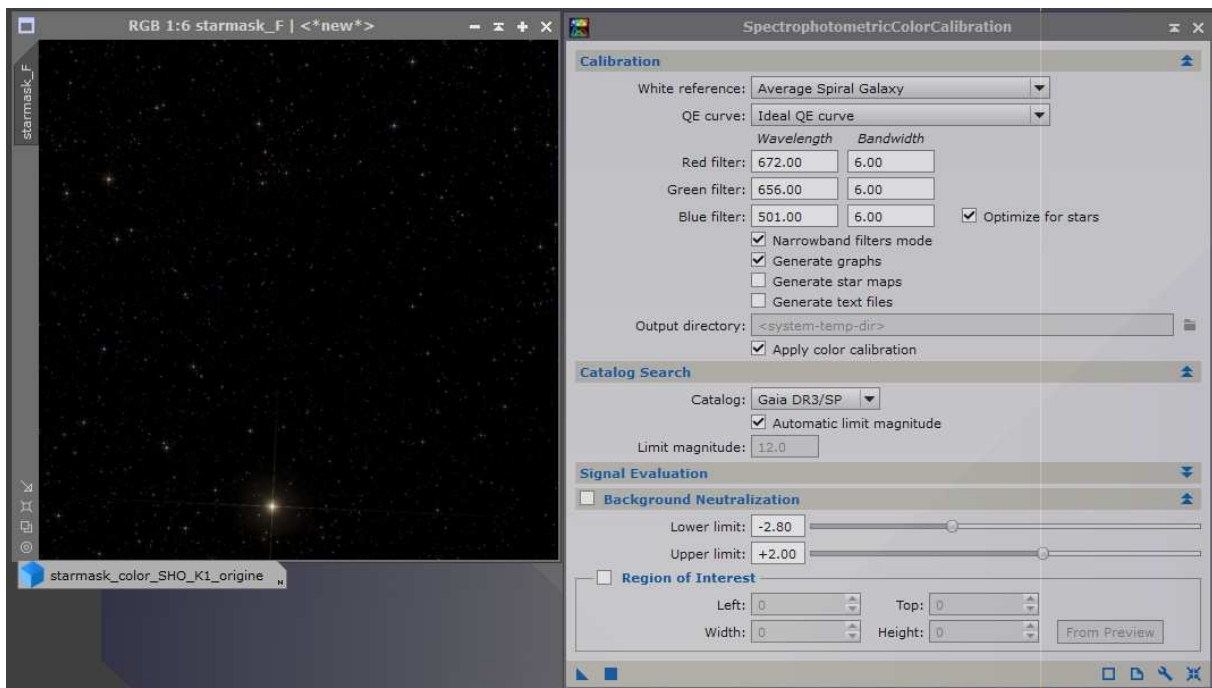 RGB 1:6 starmask_F | <*new*>
starmask_F
starmask_color_SHO_K1_origine
N
SpectrophotometricColorCalibration
Calibration
White reference: Average Spiral Galaxy
QE curve: Ideal QE curve
Wavelength Bandwidth
Red filter: 672.00 6.00
Green filter: 656.00 6.00
Blue filter: 501.00 6.00 Optimize for stars
Narrowband filters mode
Generate graphs
Generate star maps
Generate text files
Output directory: <system-temp-dir>
Apply color calibration
Catalog Search
Catalog: Gaia DR3/SP
Automatic limit magnitude
Limit magnitude: 12.0
Signal Evaluation
Background Neutralization
Lower limit: -2.80
Upper limit: +2.00
Region of Interest
Left: 0 Top: 0
Width: 0 Height: 0 From Preview